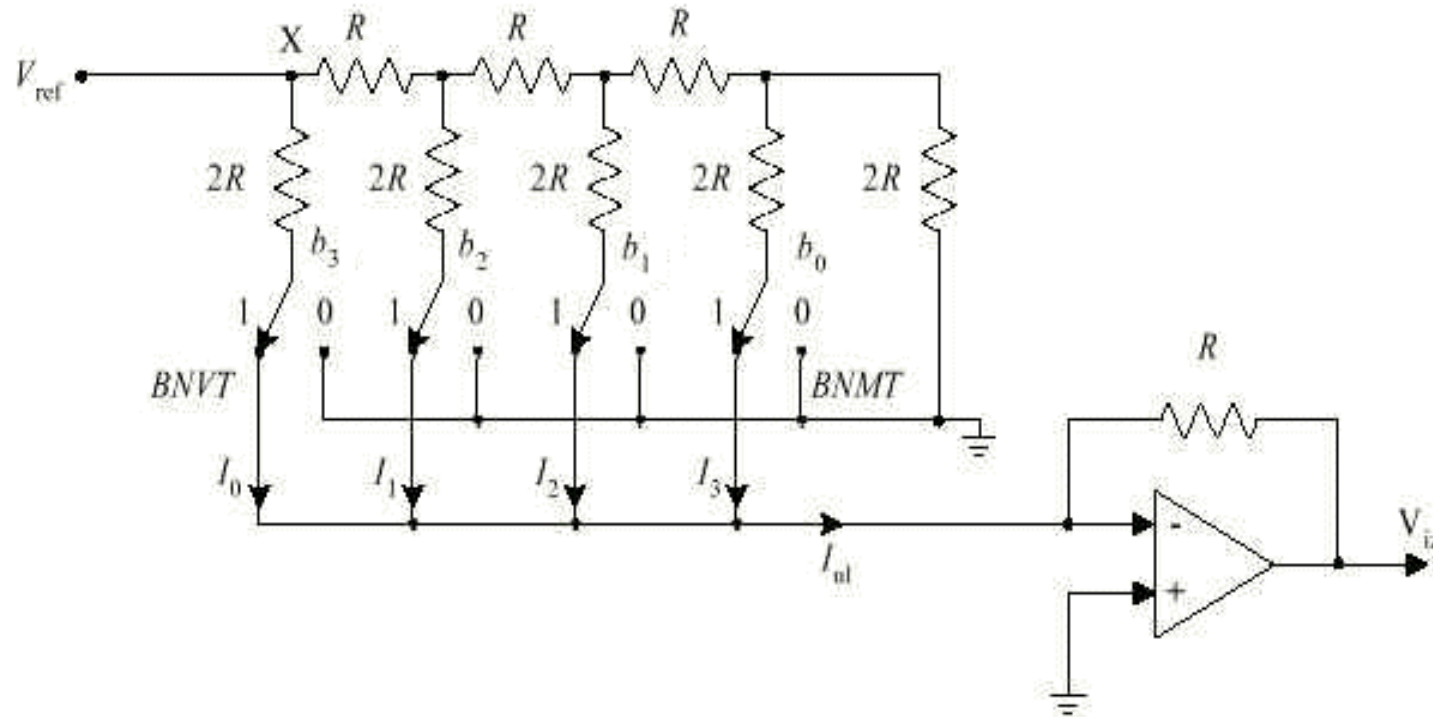 X R R R
V_ref
2R 2R 2R 2R 2R
b_3 b_2 b_1 b_0
1 0 1 0 1 0 1 0
BNVT BNMT
R
I_0 I_1 I_2 I_3
I_ul
-
+
V_iz